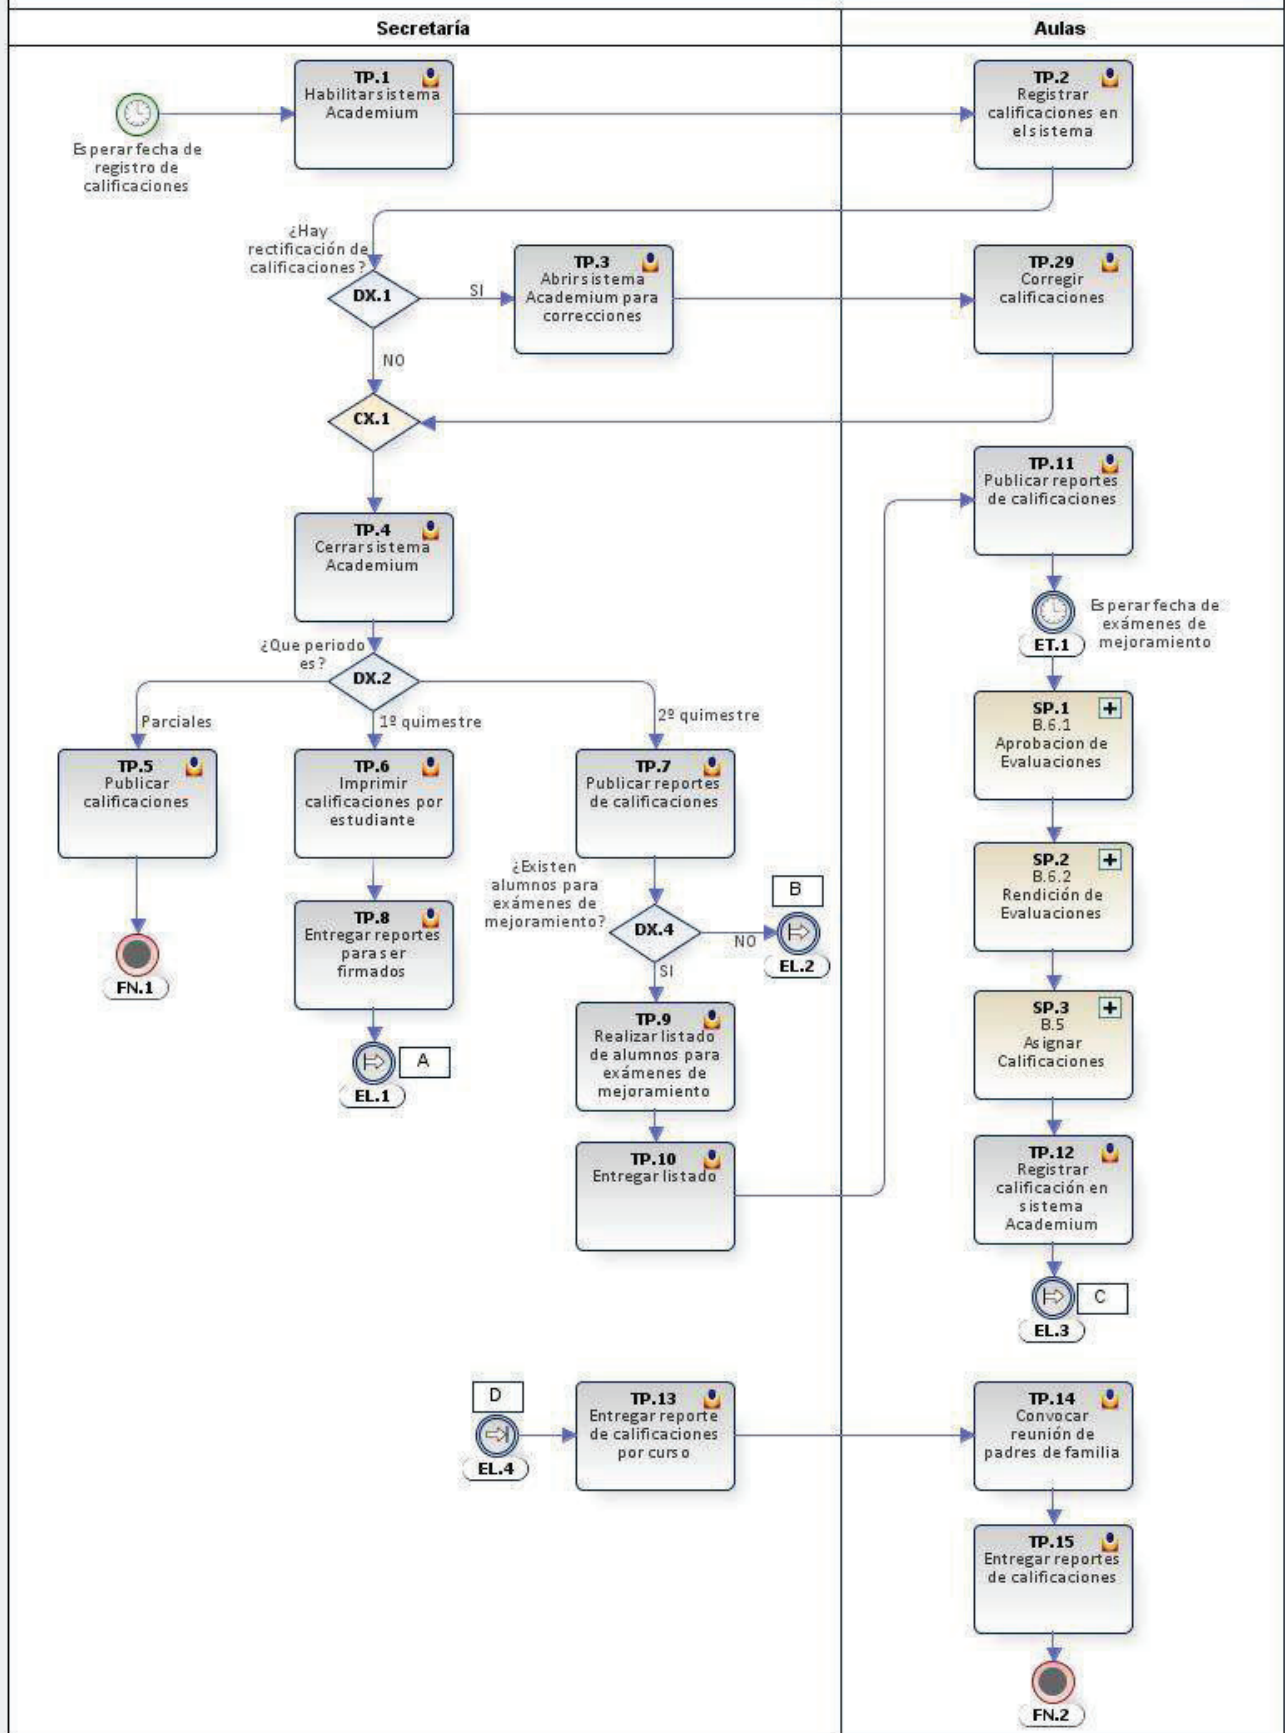 Secretaría
Aulas
Esperar fecha de
registro de
calificaciones
TP.1
Habilitar sistema
Academium
TP.2
Registrar
calificaciones en
el sistema
¿Hay
rectificación de
calificaciones?
DX.1
SI
NO
TP.3
Abrir sistema
Academium para
correcciones
TP.29
Corregir
calificaciones
CX.1
TP.4
Cerrar sistema
Academium
TP.11
Publicar reportes
de calificaciones
ET.1
Esperar fecha de
exámenes de
mejoramiento
¿Que periodo
es?
DX.2
Parciales
1º quimestre
2º quimestre
SP.1
B.6.1
Aprobacion de
Evaluaciones
TP.5
Publicar
calificaciones
TP.6
Imprimir
calificaciones por
estudiante
TP.7
Publicar reportes
de calificaciones
SP.2
B.6.2
Rendición de
Evaluaciones
FN.1
TP.8
Entregar reportes
para ser
firmados
¿Existen
alumnos para
exámenes de
mejoramiento?
DX.4
NO
SI
B
EL.2
A
EL.1
TP.9
Realizar listado
de alumnos para
exámenes de
mejoramiento
SP.3
B.5
Asignar
Calificaciones
TP.10
Entregar listado
TP.12
Registrar
calificación en
sistema
Academium
C
EL.3
D
EL.4
TP.13
Entregar reporte
de calificaciones
por curso
TP.14
Convocar
reunión de
padres de familia
TP.15
Entregar reportes
de calificaciones
FN.2